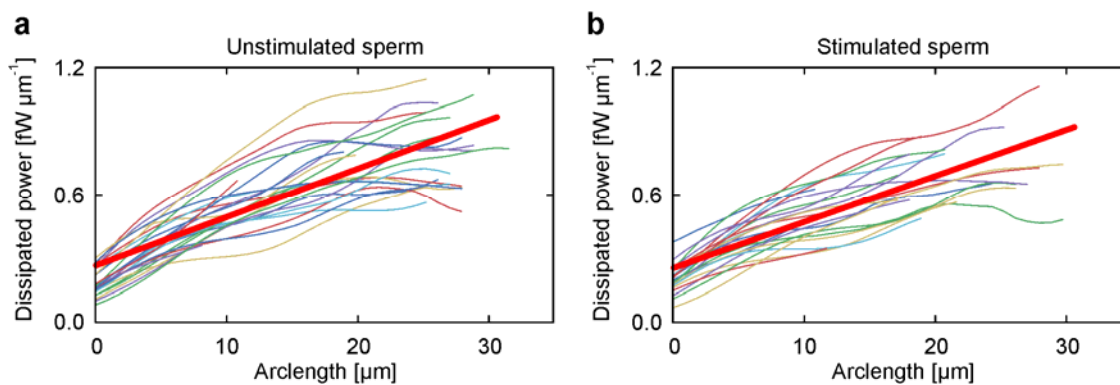 a
Unstimulated sperm
Dissipated power [fW µm⁻¹]
1.2
0.6
0.0
0
10
20
30
Arclength [µm]
b
Stimulated sperm
Dissipated power [fW µm⁻¹]
1.2
0.6
0.0
0
10
20
30
Arclength [µm]